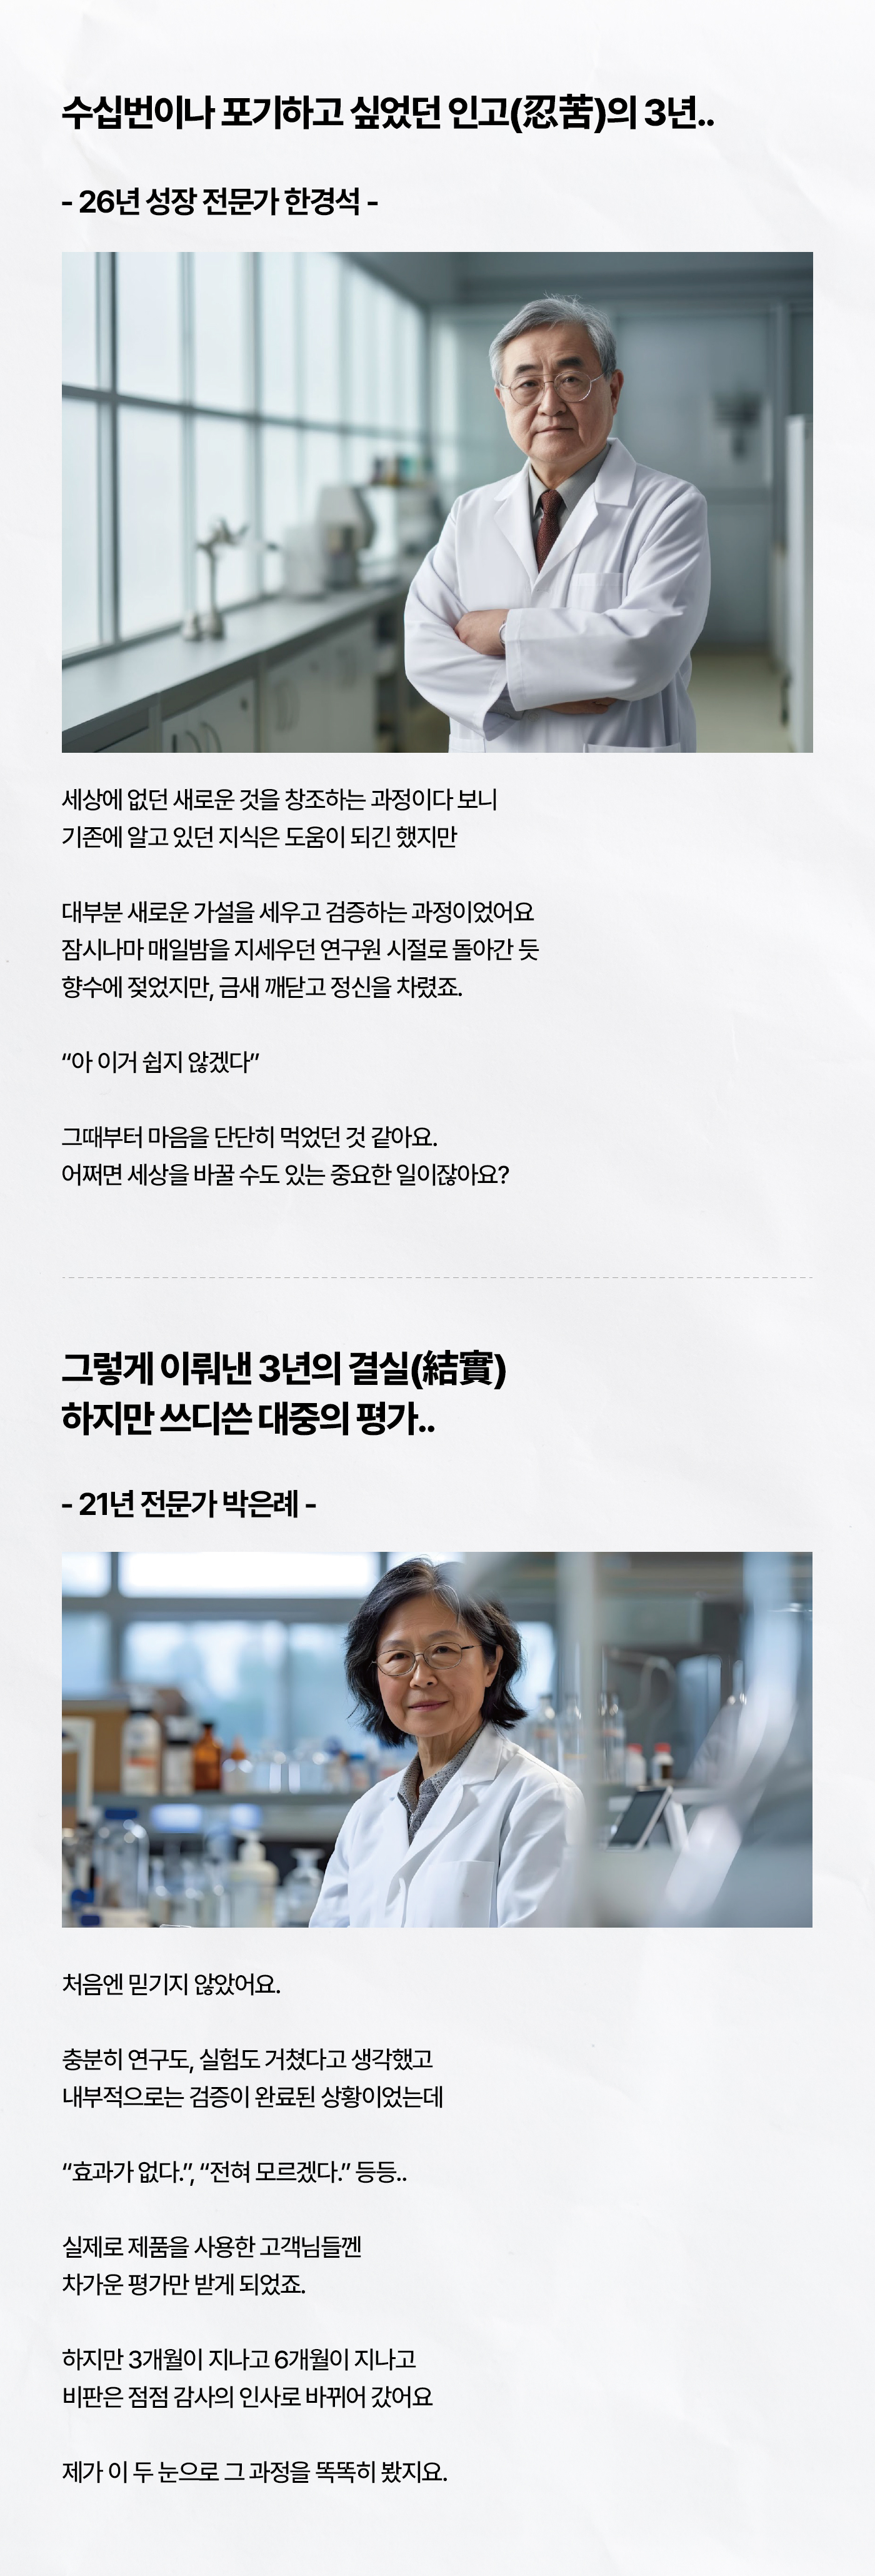 수십번이나 포기하고 싶었던 인고(忍苦)의 3년..
- 26년 성장 전문가 한경석 -
세상에 없던 새로운 것을 창조하는 과정이다 보니
기존에 알고 있던 지식은 도움이 되긴 했지만
대부분 새로운 가설을 세우고 검증하는 과정이었어요
잠시나마 매일밤을 지세우던 연구원 시절로 돌아간 듯
향수에 젖었지만, 금새 깨닫고 정신을 차렸죠.
“아 이거 쉽지 않겠다”
그때부터 마음을 단단히 먹었던 것 같아요.
어쩌면 세상을 바꿀 수도 있는 중요한 일이잖아요?
그렇게 이뤄낸 3년의 결실(結實)
하지만 쓰디쓴 대중의 평가..
- 21년 전문가 박은례 -
처음엔 믿기지 않았어요.
충분히 연구도, 실험도 거쳤다고 생각했고
내부적으로는 검증이 완료된 상황이었는데
“효과가 없다.”, “전혀 모르겠다.” 등등..
실제로 제품을 사용한 고객님들껜
차가운 평가만 받게 되었죠.
하지만 3개월이 지나고 6개월이 지나고
비판은 점점 감사의 인사로 바뀌어 갔어요
제가 이 두 눈으로 그 과정을 똑똑히 봤지요.